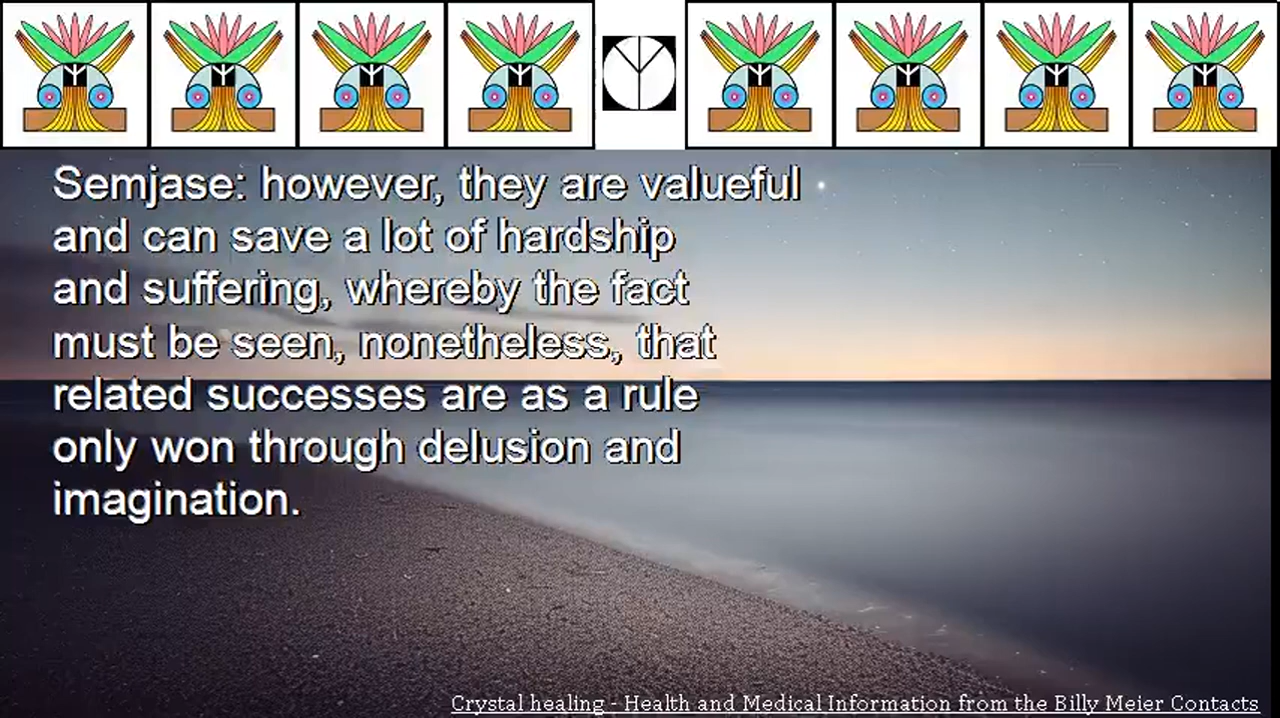 Semjase: however, they are valueful
and can save a lot of hardship
and suffering, whereby the fact
must be seen, nonetheless, that
related successes are as a rule
only won through delusion and
imagination.
Crystal healing - Health and Medical Information from the Billy Meier Contacts